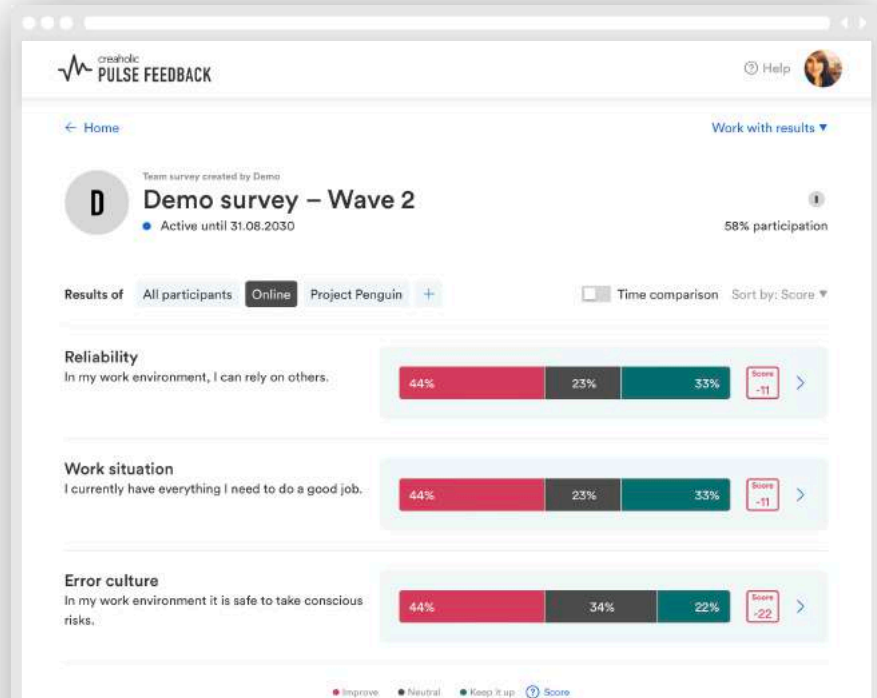 creaholic
PULSE FEEDBACK
Help
← Home
Work with results ▼
Team survey created by Demo
D
Demo survey – Wave 2
Active until 31.08.2030
58% participation
Results of All participants Online Project Penguin +
Time comparison Sort by: Score ▼
Reliability
In my work environment, I can rely on others.
44% 23% 33%
Score
-11
Work situation
I currently have everything I need to do a good job.
44% 23% 33%
Score
-11
Error culture
In my work environment it is safe to take conscious
risks.
44% 34% 22%
Score
-22
Improve Neutral Keep it up ? Score